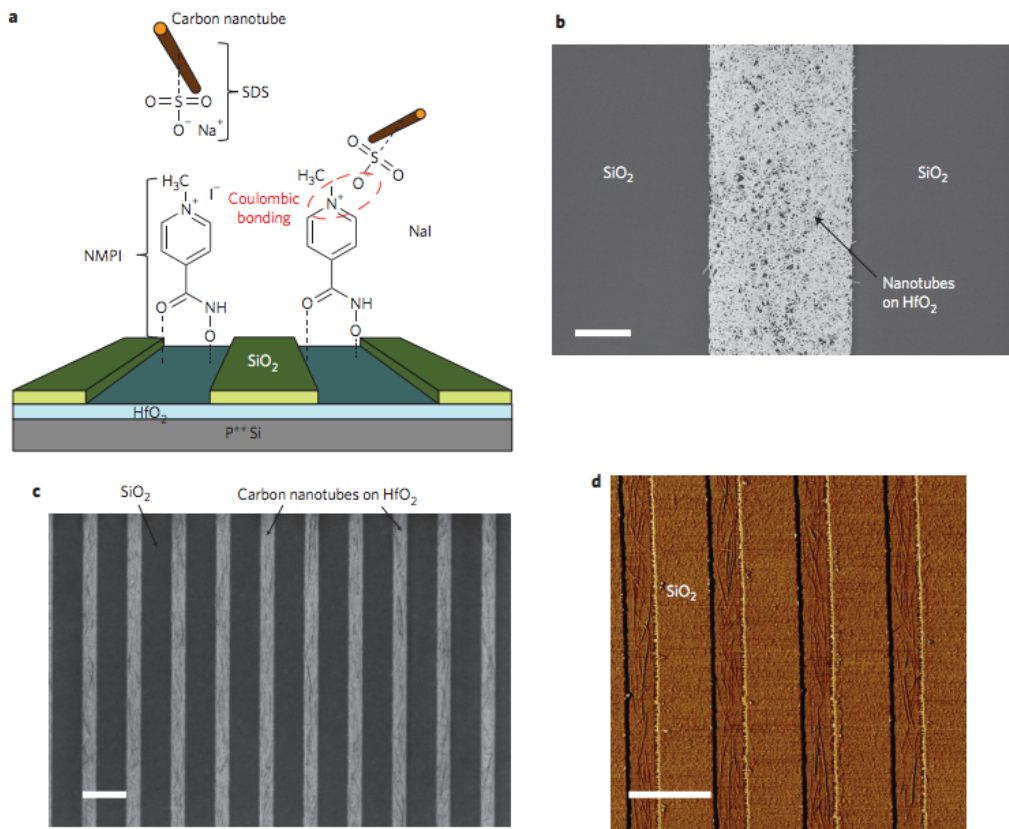 a
Carbon nanotube
SDS
O=S=O
O⁻ Na⁺
H₃C
N⁺ I⁻
NMPI
O
NH
O
Coulombic
bonding
O
S
O
O⁻
H₃C
N⁺
NaI
O
NH
O
SiO₂
HfO₂
P⁺⁺ Si
b
SiO₂
SiO₂
Nanotubes
on HfO₂
c
SiO₂
Carbon nanotubes on HfO₂
d
SiO₂